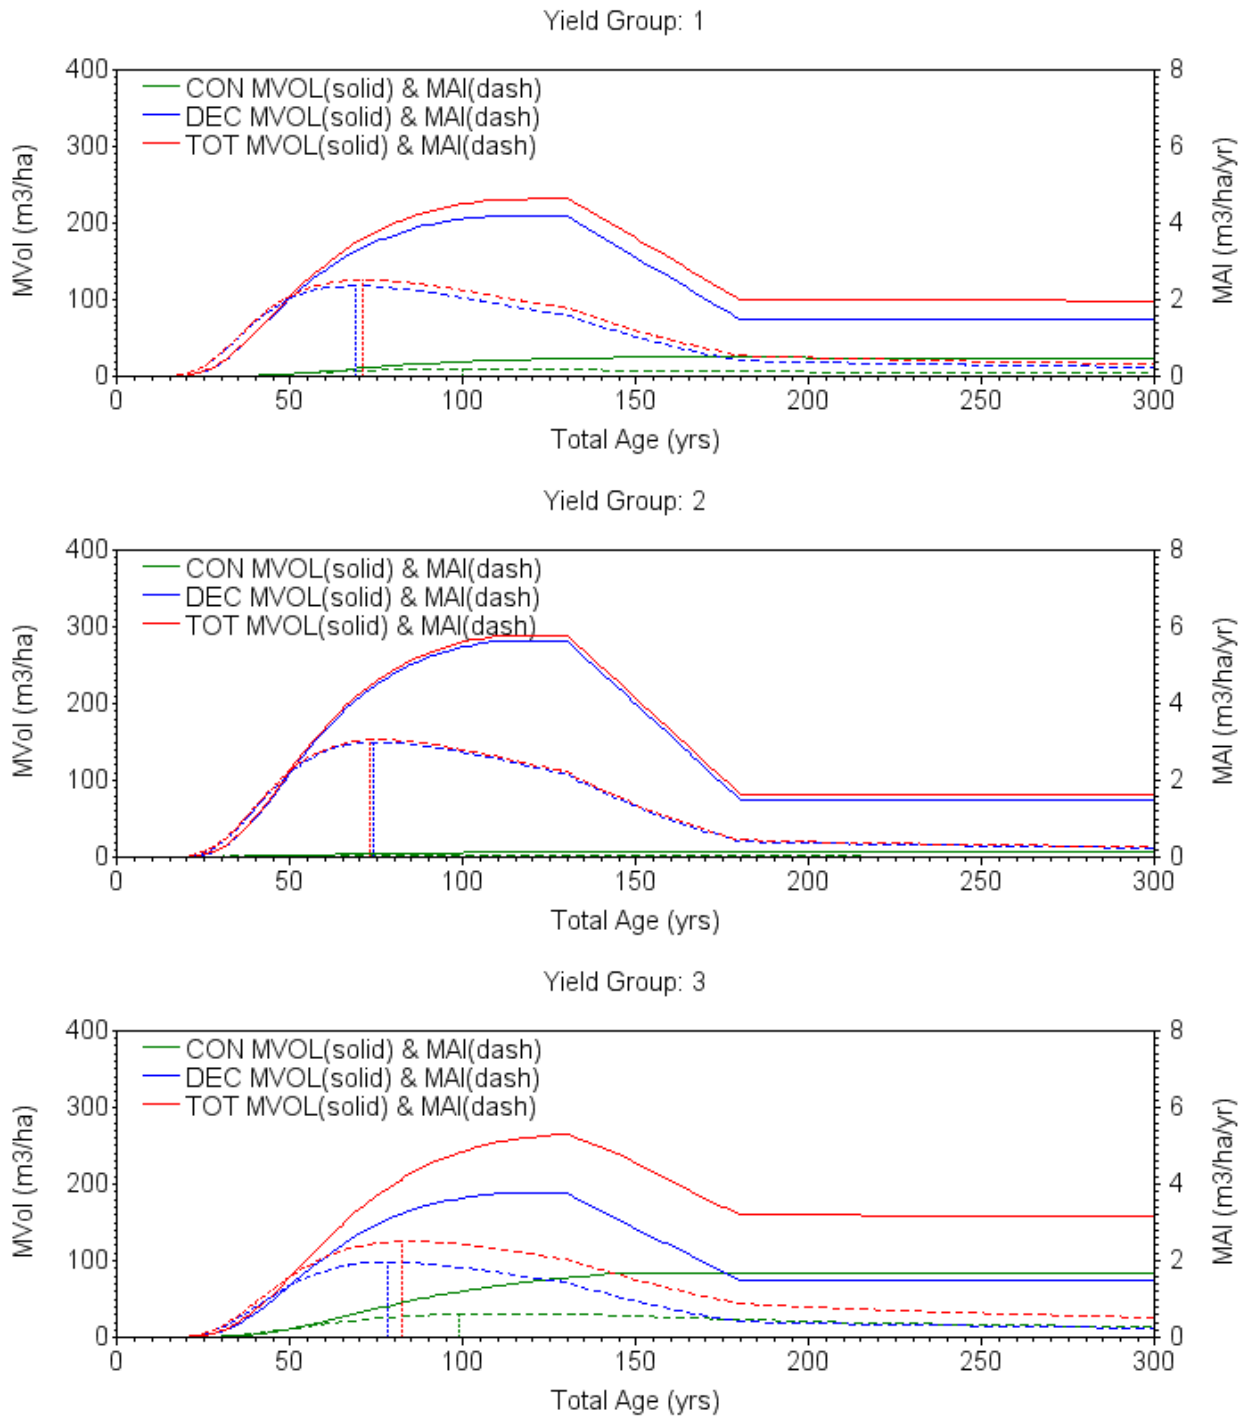 Yield Group: 1
400
300
200
100
0
MVol (m3/ha)
CON MVOL(solid) & MAI(dash)
DEC MVOL(solid) & MAI(dash)
TOT MVOL(solid) & MAI(dash)
8
6
4
2
0
MAI (m3/ha/yr)
0 50 100 150 200 250 300
Total Age (yrs)
Yield Group: 2
400
300
200
100
0
MVol (m3/ha)
CON MVOL(solid) & MAI(dash)
DEC MVOL(solid) & MAI(dash)
TOT MVOL(solid) & MAI(dash)
8
6
4
2
0
MAI (m3/ha/yr)
0 50 100 150 200 250 300
Total Age (yrs)
Yield Group: 3
400
300
200
100
0
MVol (m3/ha)
CON MVOL(solid) & MAI(dash)
DEC MVOL(solid) & MAI(dash)
TOT MVOL(solid) & MAI(dash)
8
6
4
2
0
MAI (m3/ha/yr)
0 50 100 150 200 250 300
Total Age (yrs)